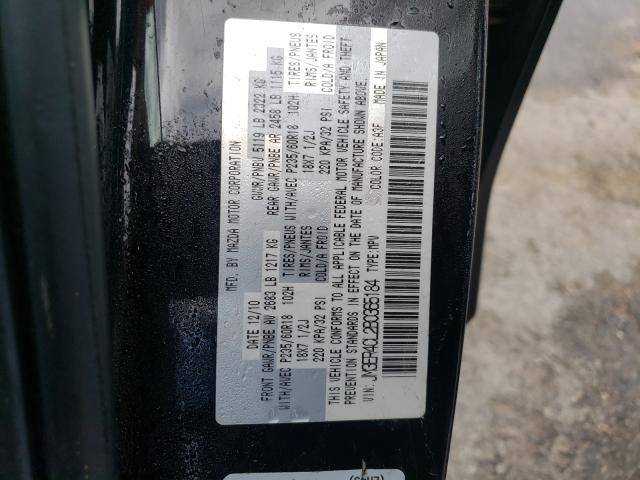 MFD. BY MAZDA MOTOR CORPORATION
DATE 12/10 GVWR/PNBV 5119 LB 2322 KG
FRONT GAWR/PNBE AV 2683 LB 1217 KG REAR GAWR/PNBE AR 2458 LB 1115 KG
WITH/AVEC P235/60R18 102H TIRES/PNEUS WITH/AVEC P235/60R18 102H TIRES/PNEUS
18X7 1/2J RIMS/JANTES 18X7 1/2J RIMS/JANTES
220 KPA/32 PSI COLD/A FROID 220 KPA/32 PSI COLD/A FROID
THIS VEHICLE CONFORMS TO ALL APPLICABLE FEDERAL MOTOR VEHICLE SAFETY AND THEFT
PREVENTION STANDARDS IN EFFECT ON THE DATE OF MANUFACTURE SHOWN ABOVE.
VIN: JM3ER4CL2B0385184 TYPE:MPV COLOR CODE:A3F MADE IN JAPAN